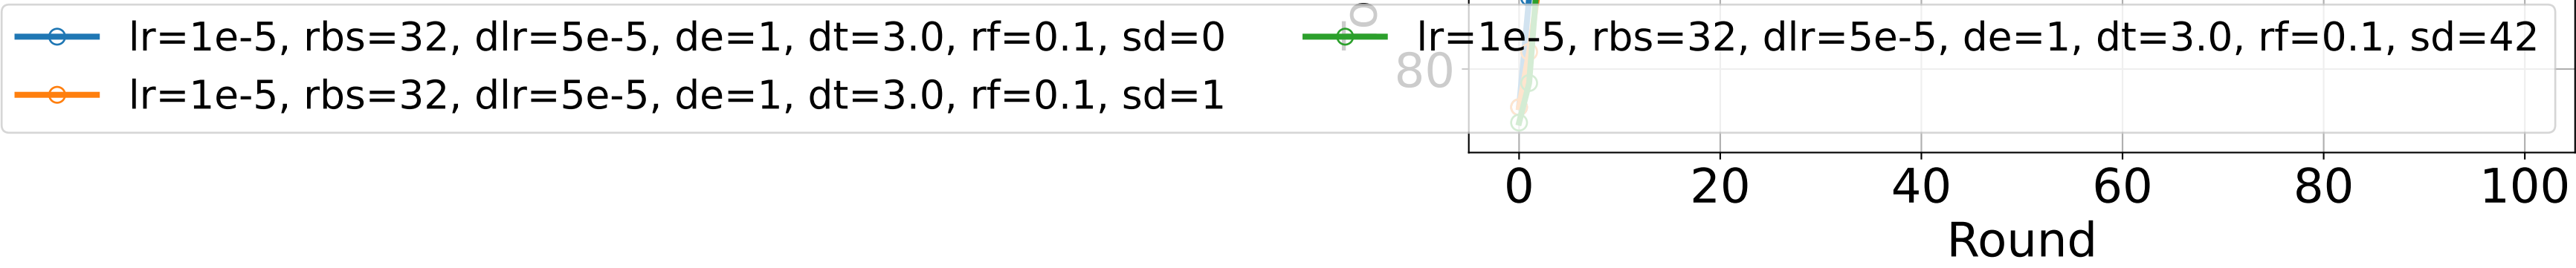 lr=1e-5, rbs=32, dlr=5e-5, de=1, dt=3.0, rf=0.1, sd=0
lr=1e-5, rbs=32, dlr=5e-5, de=1, dt=3.0, rf=0.1, sd=1
lr=1e-5, rbs=32, dlr=5e-5, de=1, dt=3.0, rf=0.1, sd=42
80
0 20 40 60 80 100
Round